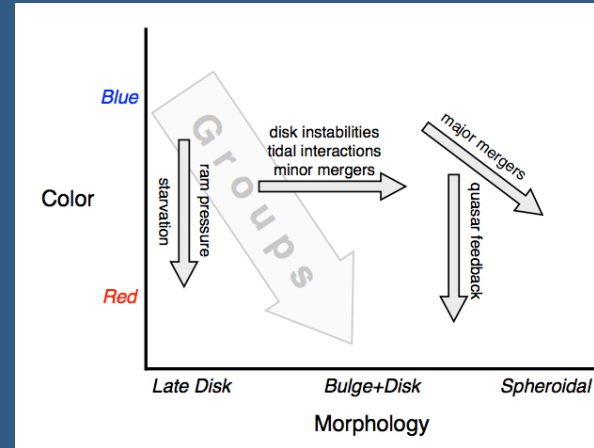 Blue
Color
Red
Groups
starvation
ram pressure
disk instabilities
tidal interactions
minor mergers
major mergers
quasar feedback
Late Disk
Bulge+Disk
Spheroidal
Morphology